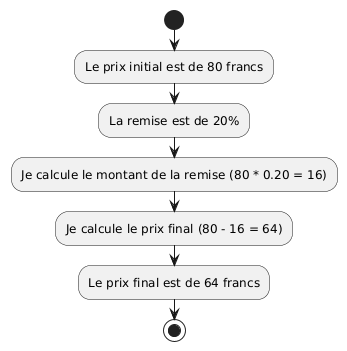 Le prix initial est de 80 francs
La remise est de 20%
Je calcule le montant de la remise (80 * 0.20 = 16)
Je calcule le prix final (80 - 16 = 64)
Le prix final est de 64 francs